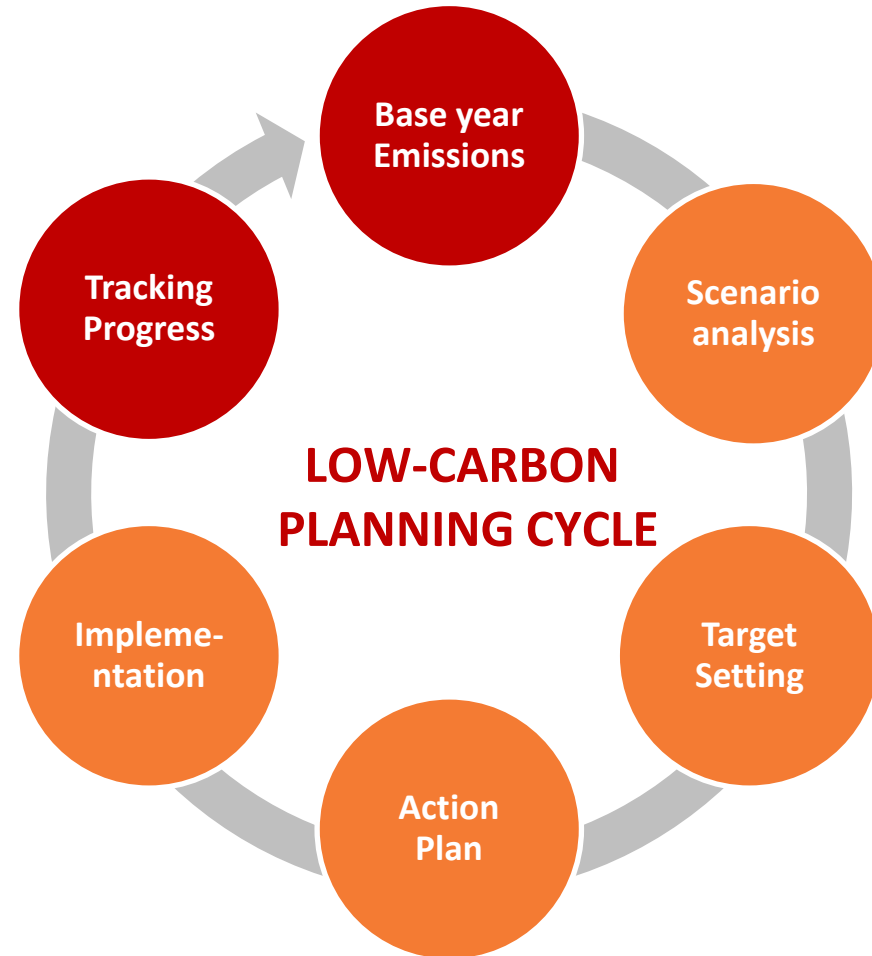 Base year
Emissions
Scenario
analysis
Target
Setting
Action
Plan
Impleme-
ntation
Tracking
Progress
LOW-CARBON
PLANNING CYCLE